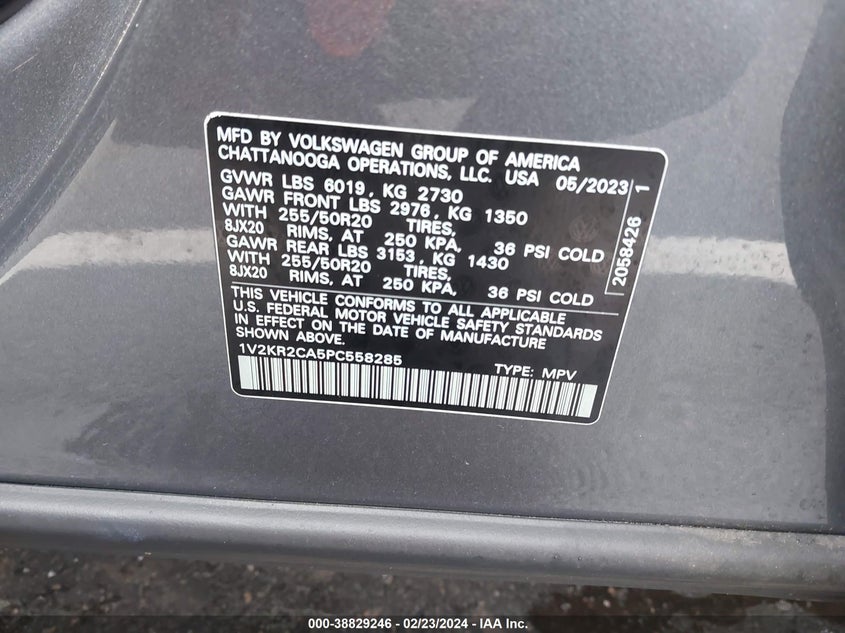 MFD BY VOLKSWAGEN GROUP OF AMERICA
CHATTANOOGA OPERATIONS, LLC. USA 05/2023
GVWR LBS 6019, KG 2730
GAWR FRONT LBS 2976, KG 1350
WITH 255/50R20 TIRES,
8JX20 RIMS, AT 250 KPA, 36 PSI COLD
GAWR REAR LBS 3153, KG 1430
WITH 255/50R20 TIRES,
8JX20 RIMS, AT 250 KPA, 36 PSI COLD
THIS VEHICLE CONFORMS TO ALL APPLICABLE
U.S. FEDERAL MOTOR VEHICLE SAFETY STANDARDS
IN EFFECT ON THE DATE OF MANUFACTURE
SHOWN ABOVE.
1V2KR2CA5PC558285 TYPE: MPV
2058426 1
000-38829246 - 02/23/2024 - IAA Inc.